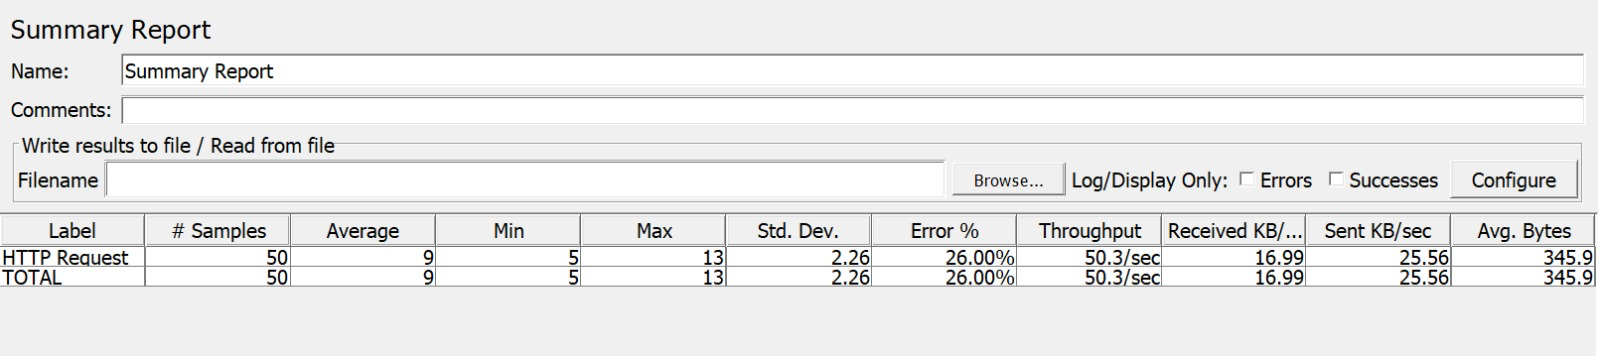 Summary Report
Name: Summary Report
Comments:
Write results to file / Read from file
Filename Browse... Log/Display Only: Errors Successes Configure
Label # Samples Average Min Max Std. Dev. Error % Throughput Received KB/... Sent KB/sec Avg. Bytes
HTTP Request 50 9 5 13 2.26 26.00% 50.3/sec 16.99 25.56 345.9
TOTAL 50 9 5 13 2.26 26.00% 50.3/sec 16.99 25.56 345.9